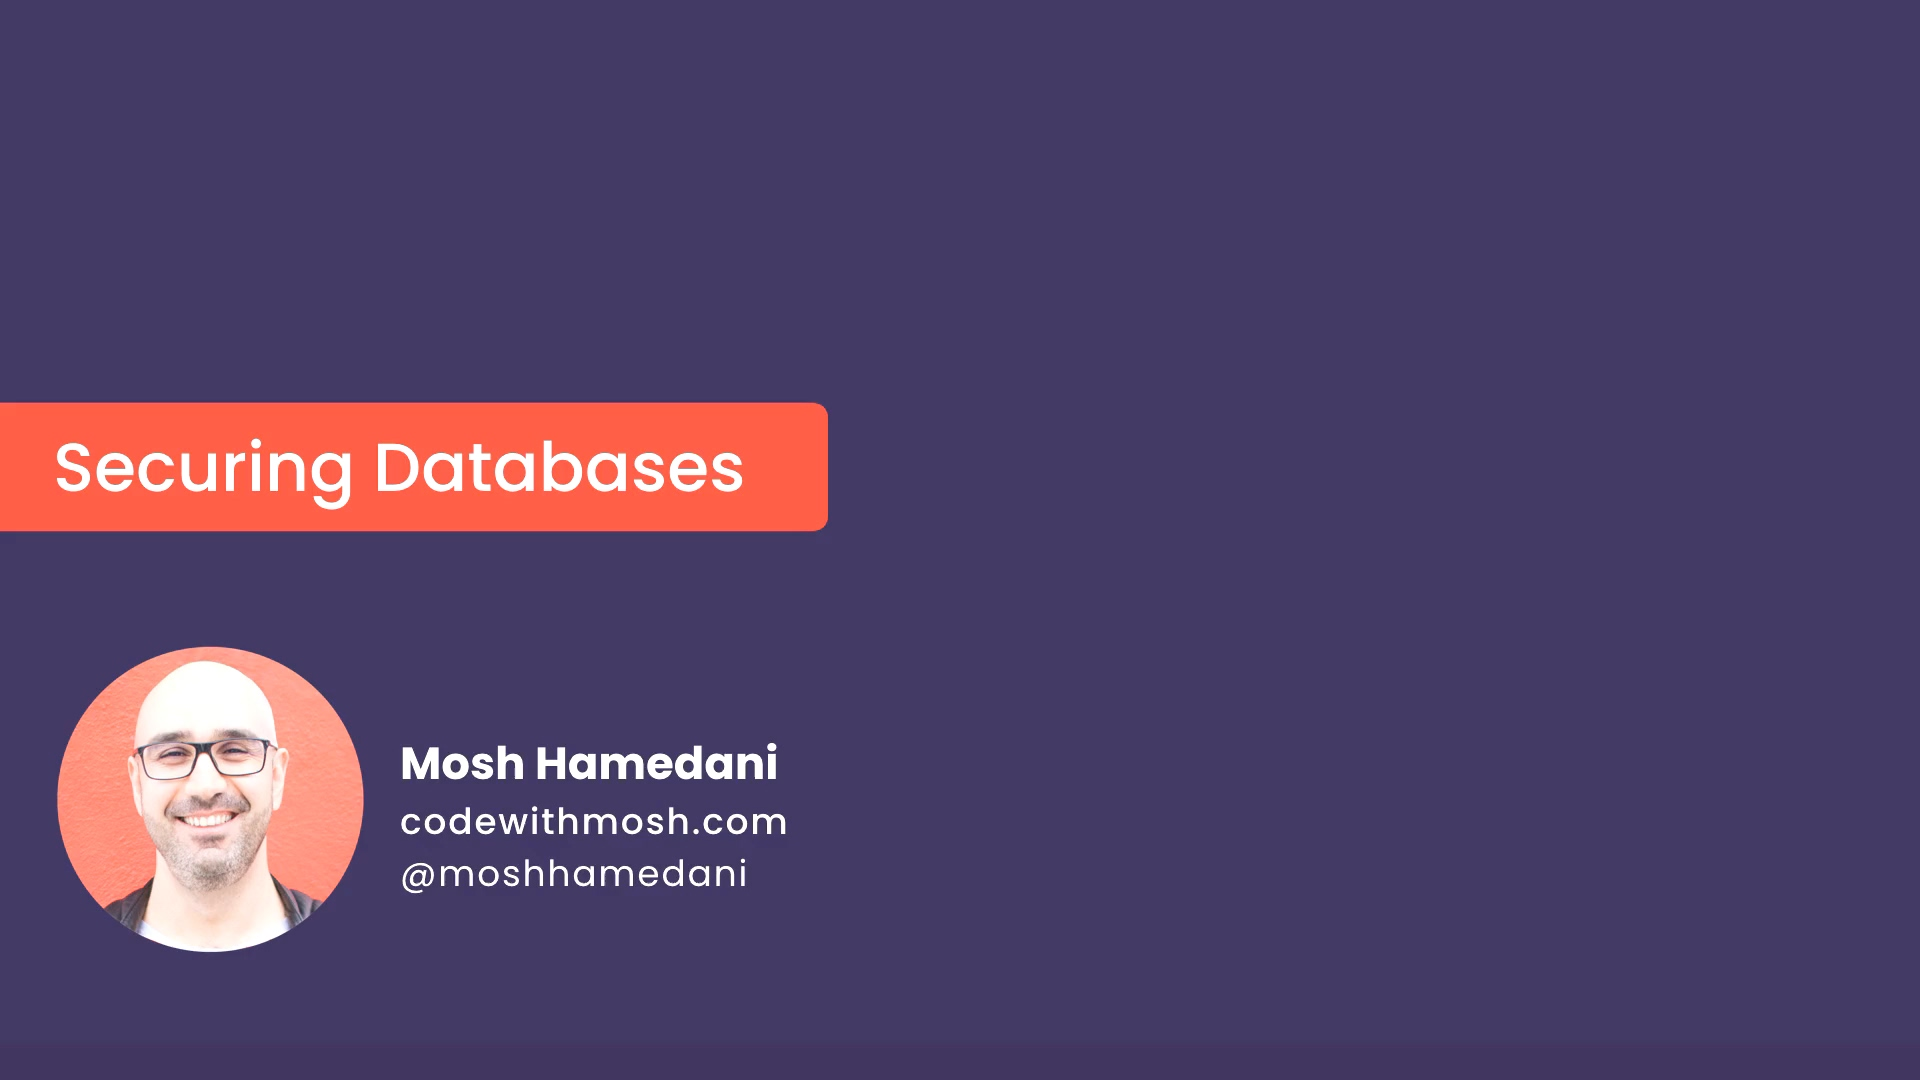 Securing Databases
Mosh Hamedani
codewithmosh.com
@moshhamedani